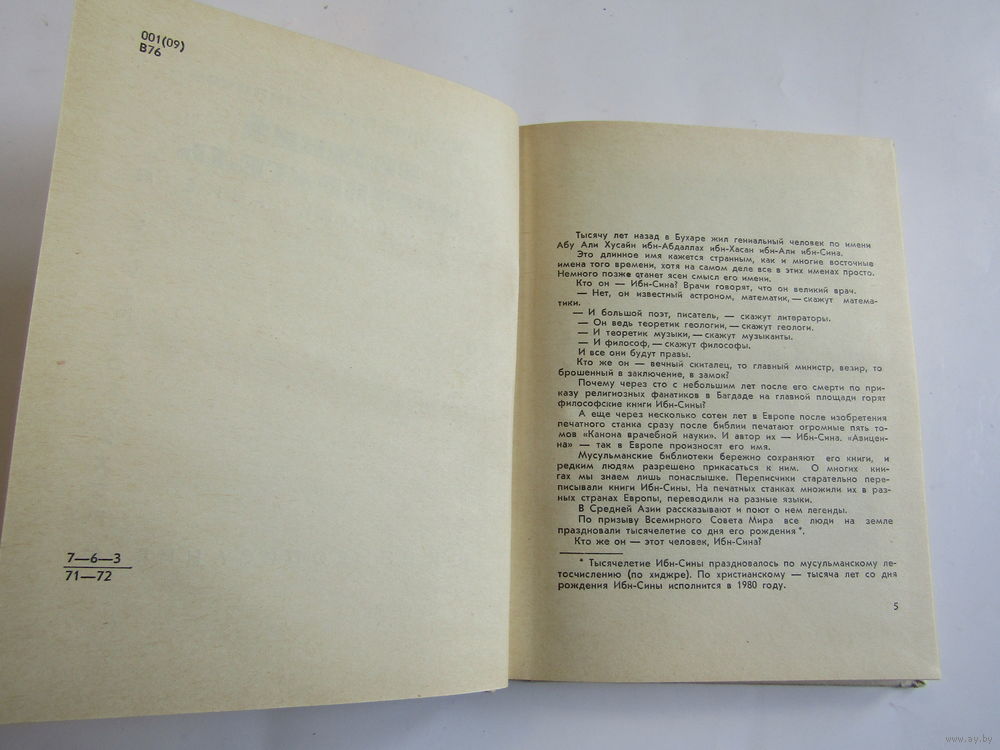 001(09)
В76
7—6—3
71—72
Тысячу лет назад в Бухаре жил гениальный человек по имени
Абу Али Хусайн ибн-Абдаллах ибн-Хасан ибн-Али ибн-Сина.
Это длинное имя кажется странным, как и многие восточные
имена того времени, хотя на самом деле все в этих именах просто.
Немного позже станет ясен смысл его имени.
Кто он — Ибн-Сина? Врачи говорят, что он великий врач.
— Нет, он известный астроном, математик, — скажут матема-
тики.
— И большой поэт, писатель, — скажут литераторы.
— Он ведь теоретик геологии, — скажут геологи.
— И теоретик музыки, — скажут музыканты.
— И философ, — скажут философы.
И все они будут правы.
Кто же он — вечный скиталец, то главный министр, везир, то
брошенный в заключение, в замок?
Почему через сто с небольшим лет после его смерти по при-
казу религиозных фанатиков в Багдаде на главной площади горят
философские книги Ибн-Сины?
А еще через несколько сотен лет в Европе после изобретения
печатного станка сразу после библии печатают огромные пять то-
мов «Канона врачебной науки». И автор их — Ибн-Сина. «Авицен-
на» — так в Европе произносят его имя.
Мусульманские библиотеки бережно сохраняют его книги, и
редким людям разрешено прикасаться к ним. О многих кни-
гах мы знаем лишь понаслышке. Переписчики старательно пере-
писывали книги Ибн-Сины. На печатных станках множили их в раз-
ных странах Европы, переводили на разные языки.
В Средней Азии рассказывают и поют о нем легенды.
По призыву Всемирного Совета Мира все люди на земле
праздновали тысячелетие со дня его рождения*.
Кто же он — этот человек, Ибн-Сина?
* Тысячелетие Ибн-Сины праздновалось по мусульманскому ле-
тосчислению (по хиджре). По христианскому — тысяча лет со дня
рождения Ибн-Сины исполнится в 1980 году.
5
www.ay.by